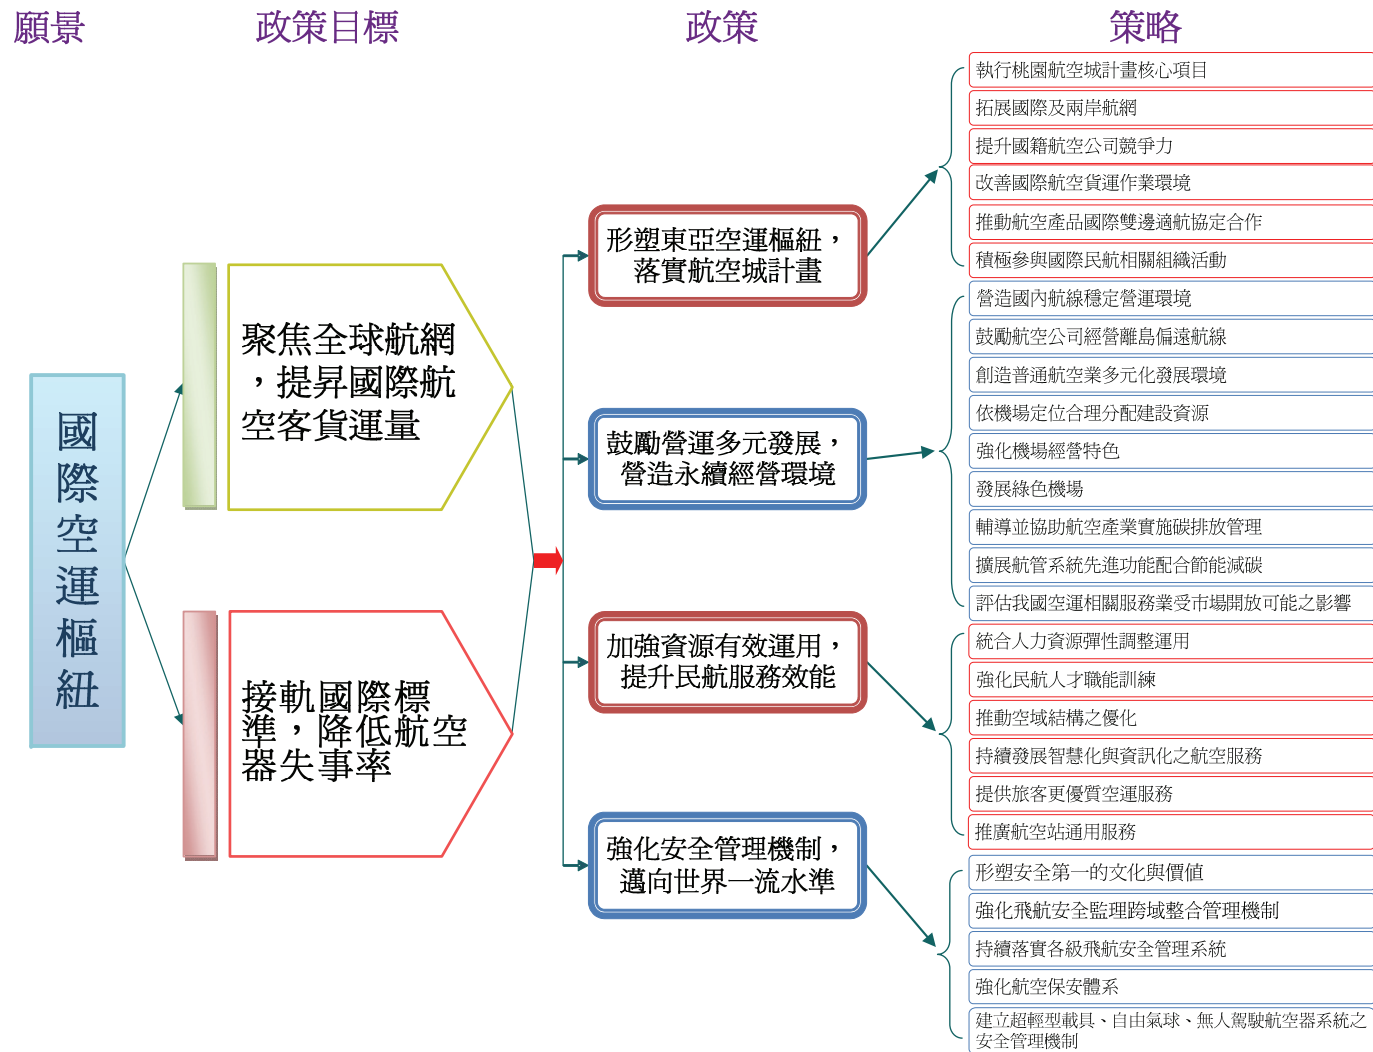 願景
政策目標
政策
策略
國
際
空
運
樞
紐
聚焦全球航網
，提昇國際航
空客貨運量
接軌國際標
準，降低航空
器失事率
形塑東亞空運樞紐，
落實航空城計畫
鼓勵營運多元發展，
營造永續經營環境
加強資源有效運用，
提升民航服務效能
強化安全管理機制，
邁向世界一流水準
執行桃園航空城計畫核心項目
拓展國際及兩岸航網
提升國籍航空公司競爭力
改善國際航空貨運作業環境
推動航空產品國際雙邊適航協定合作
積極參與國際民航相關組織活動
營造國內航線穩定營運環境
鼓勵航空公司經營離島偏遠航線
創造普通航空業多元化發展環境
依機場定位合理分配建設資源
強化機場經營特色
發展綠色機場
輔導並協助航空產業實施碳排放管理
擴展航管系統先進功能配合節能減碳
評估我國空運相關服務業受市場開放可能之影響
統合人力資源彈性調整運用
強化民航人才職能訓練
推動空域結構之優化
持續發展智慧化與資訊化之航空服務
提供旅客更優質空運服務
推廣航空站通用服務
形塑安全第一的文化與價值
強化飛航安全監理跨域整合管理機制
持續落實各級飛航安全管理系統
強化航空保安體系
建立超輕型載具、自由氣球、無人駕駛航空器系統之
安全管理機制